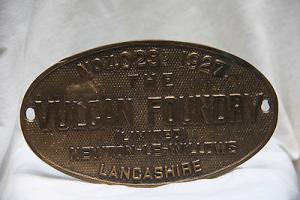 THE
VULCAN FOUNDRY
(LIMITED)
NEWTON-LE-WILLOWS
LANCASHIRE
1927